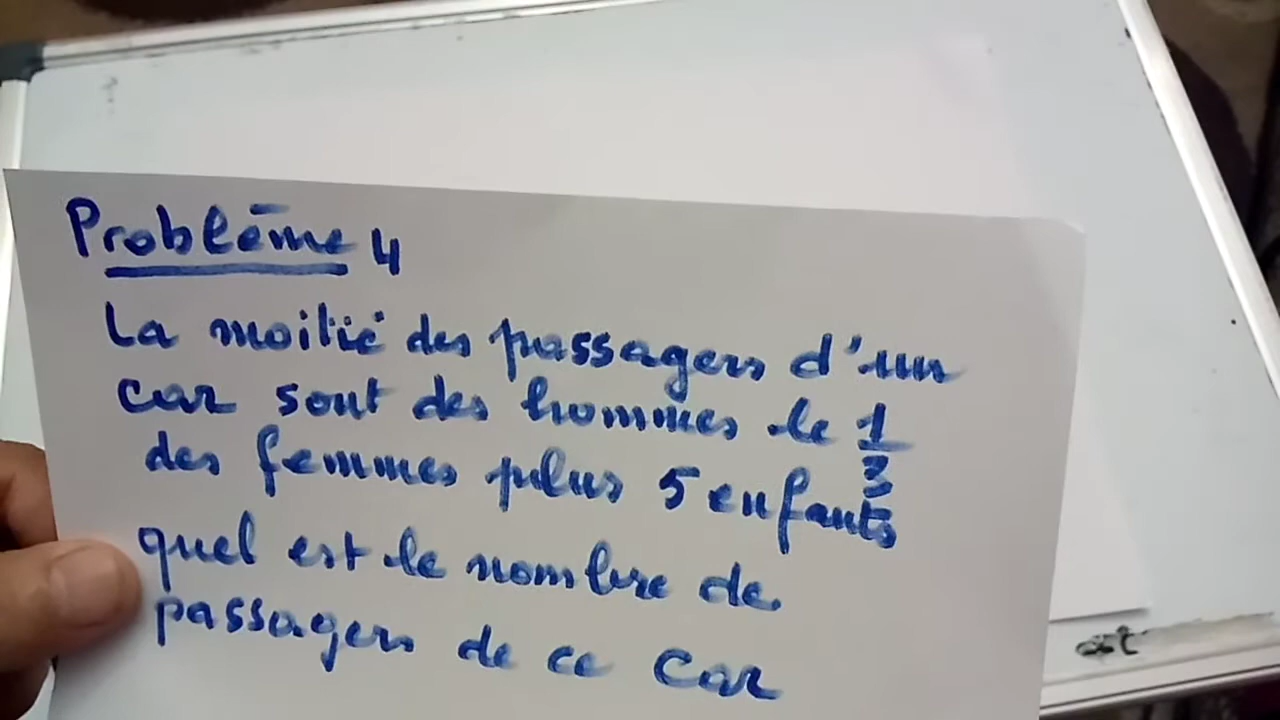 Problème 4
La moitié des passagers d'un
car sont des hommes le 1/3
des femmes plus 5 enfants
quel est le nombre de
passagers de ce Car